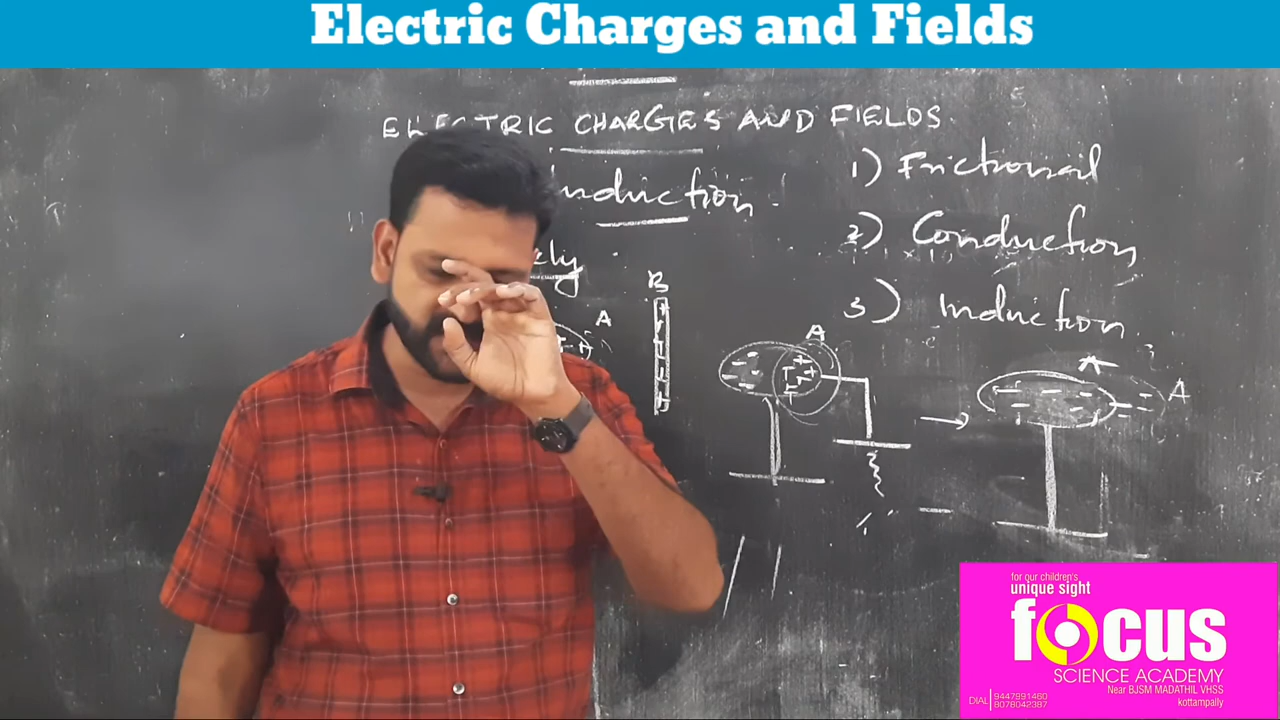 Electric Charges and Fields
ELECTRIC CHARGES AND FIELDS
Induction
1) Frictional
2) Conduction
3) Induction
B
A
A
A
for our children's
unique sight
focus
SCIENCE ACADEMY
Near BJSM MADATHIL VHSS
kottampally
DIAL
9447991460
8078042387